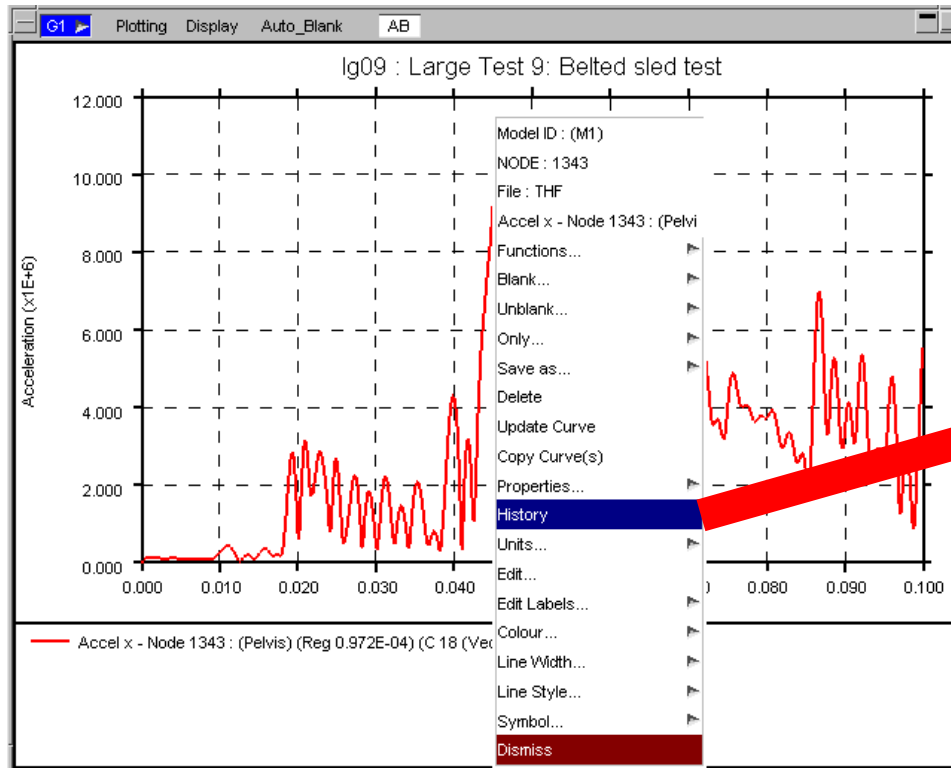 G1 Plotting Display Auto_Blank AB
lg09 : Large Test 9: Belted sled test
12.000
10.000
8.000
6.000
4.000
2.000
0.000
Acceleration (x1E+6)
0.000 0.010 0.020 0.030 0.040 0.080 0.090 0.100
Model ID : (M1)
NODE : 1343
File : THF
Accel x - Node 1343 : (Pelvi
Functions...
Blank...
Unblank...
Only...
Save as...
Delete
Update Curve
Copy Curve(s)
Properties...
History
Units...
Edit...
Edit Labels...
Colour...
Line Width...
Line Style...
Symbol...
Dismiss
Accel x - Node 1343 : (Pelvis) (Reg 0.972E-04) (C 18 (Vec